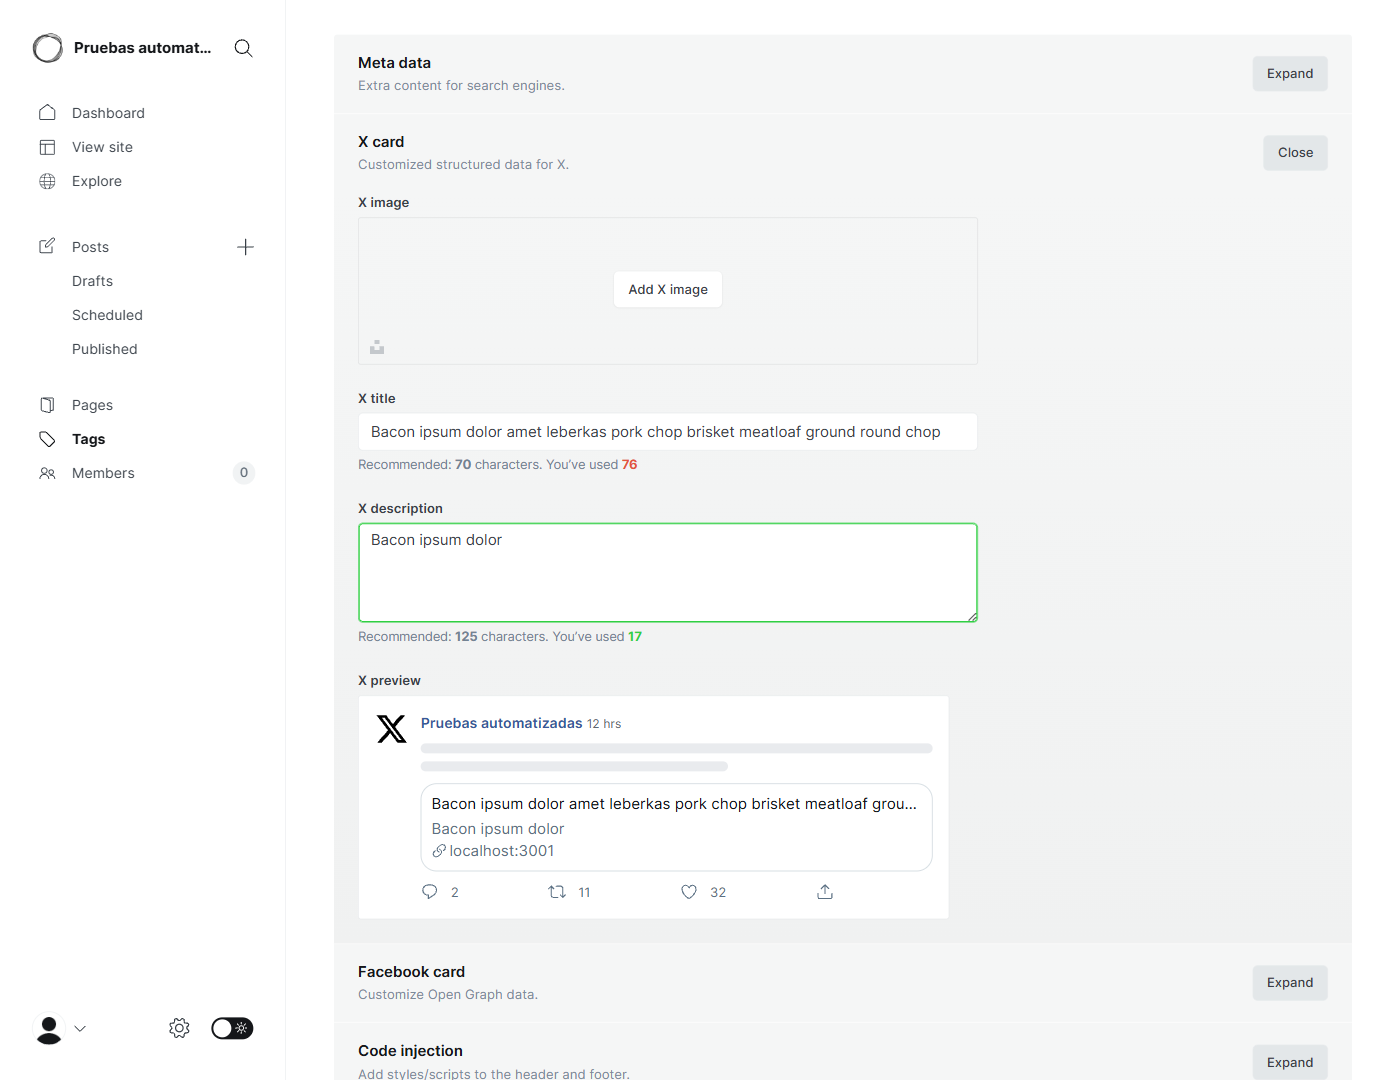 Pruebas automat...
Dashboard
View site
Explore
Posts
Drafts
Scheduled
Published
Pages
Tags
Members
0
Meta data
Extra content for search engines.
Expand
X card
Customized structured data for X.
Close
X image
Add X image
X title
Bacon ipsum dolor amet leberkas pork chop brisket meatloaf ground round chop
Recommended: 70 characters. You’ve used 76
X description
Bacon ipsum dolor
Recommended: 125 characters. You’ve used 17
X preview
Pruebas automatizadas 12 hrs
Bacon ipsum dolor amet leberkas pork chop brisket meatloaf grou...
Bacon ipsum dolor
localhost:3001
2
11
32
Facebook card
Customize Open Graph data.
Expand
Code injection
Add styles/scripts to the header and footer.
Expand